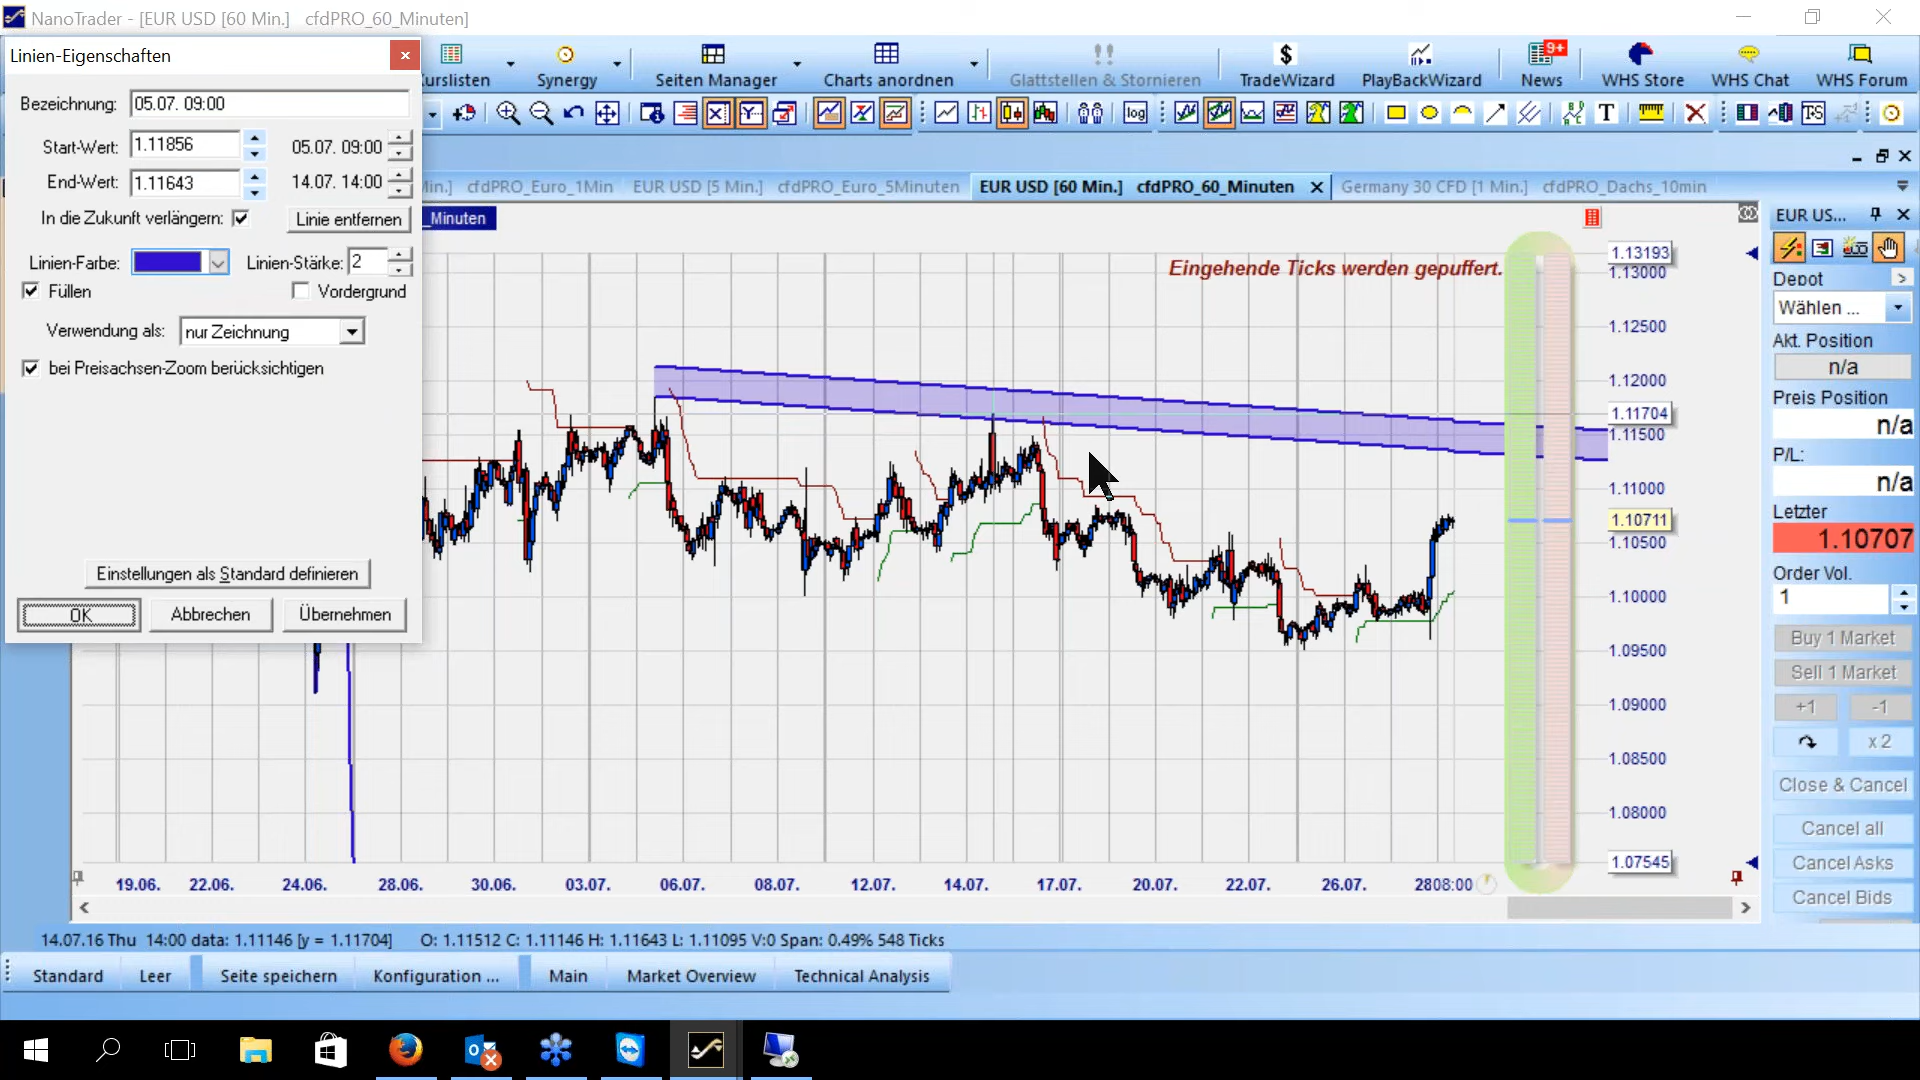 NanoTrader - [EUR USD [60 Min.]   cfdPRO_60_Minuten]
Linien-Eigenschaften
Bezeichnung: 05.07. 09:00
Start-Wert: 1.11856 05.07. 09:00
End-Wert: 1.11643 14.07. 14:00
In die Zukunft verlängern: Linie entfernen
Linien-Farbe: Linien-Stärke: 2
Füllen Vordergrund
Verwendung als: nur Zeichnung
bei Preisachsen-Zoom berücksichtigen
Einstellungen als Standard definieren
OK Abbrechen Übernehmen
urslisten Synergy Seiten Manager Charts anordnen Glattstellen & Stornieren TradeWizard PlayBackWizard News 9+ WHS Store WHS Chat WHS Forum
log T TS
in.] cfdPRO_Euro_1Min EUR USD [5 Min.] cfdPRO_Euro_5Minuten EUR USD [60 Min.] cfdPRO_60_Minuten Germany 30 CFD [1 Min.] cfdPRO_Dachs_10min
_Minuten
Eingehende Ticks werden gepuffert.
1.13193
1.13000
1.12500
1.12000
1.11704
1.11500
1.11000
1.10711
1.10500
1.10000
1.09500
1.09000
1.08500
1.08000
1.07545
19.06. 22.06. 24.06. 28.06. 30.06. 03.07. 06.07. 08.07. 12.07. 14.07. 17.07. 20.07. 22.07. 26.07. 2808:00
EUR US...
Depot
Wählen ...
Akt. Position
n/a
Preis Position
n/a
P/L:
n/a
Letzter
1.10707
Order Vol.
1
Buy 1 Market
Sell 1 Market
+1 -1
x 2
Close & Cancel
Cancel all
Cancel Asks
Cancel Bids
14.07.16 Thu 14:00 data: 1.11146 [y = 1.11704] O: 1.11512 C: 1.11146 H: 1.11643 L: 1.11095 V:0 Span: 0.49% 548 Ticks
Standard Leer Seite speichern Konfiguration ... Main Market Overview Technical Analysis